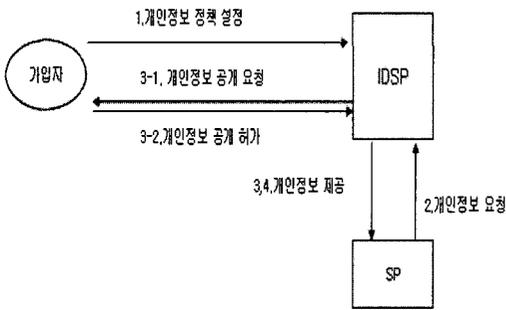 1,개인정보 정책 설정
가입자
3-1, 개인정보 공개 요청
IDSP
3-2,개인정보 공개 허가
3,4,개인정보 제공
2,개인정보 요청
SP